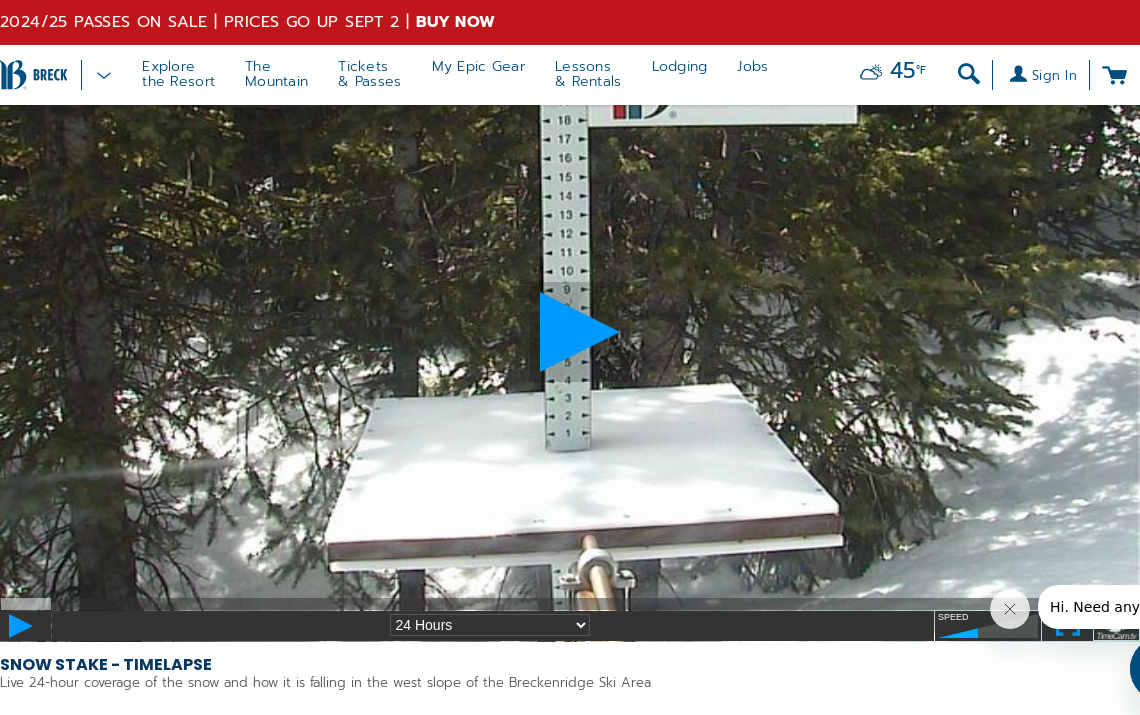 2024/25 PASSES ON SALE | PRICES GO UP SEPT 2 | BUY NOW
BRECK
Explore
the Resort
The
Mountain
Tickets
& Passes
My Epic Gear
Lessons
& Rentals
Lodging
Jobs
45°F
Sign In
18
17
16
15
14
13
12
11
10
9
5
4
3
2
1
Hi. Need any
24 Hours
SPEED
TimeCam.tv
SNOW STAKE - TIMELAPSE
Live 24-hour coverage of the snow and how it is falling in the west slope of the Breckenridge Ski Area